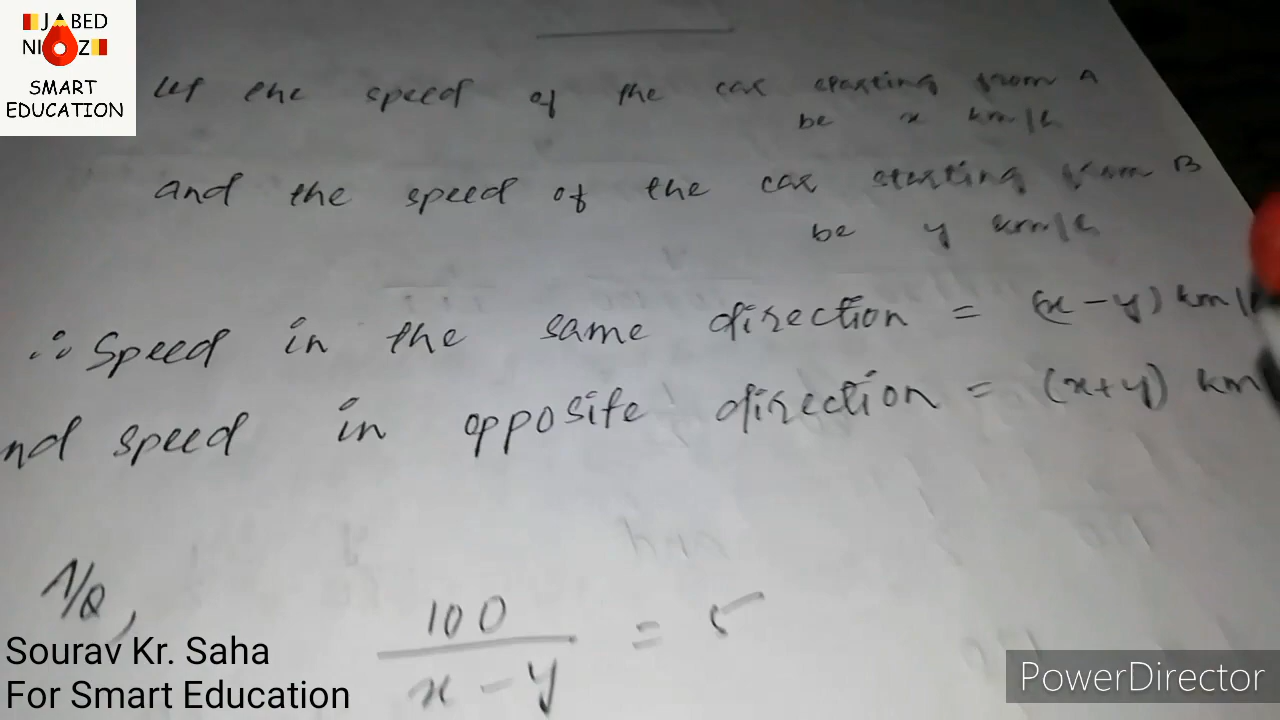 JABED
NIOZ
SMART
EDUCATION
let the speed of the car starting from A
be x km/h
and the speed of the car starting from B
be y km/h
∴ Speed in the same direction = (x-y) km/h
nd speed in opposite direction = (x+y) km
A/Q,
100
x - y
= 5
Sourav Kr. Saha
For Smart Education
PowerDirector